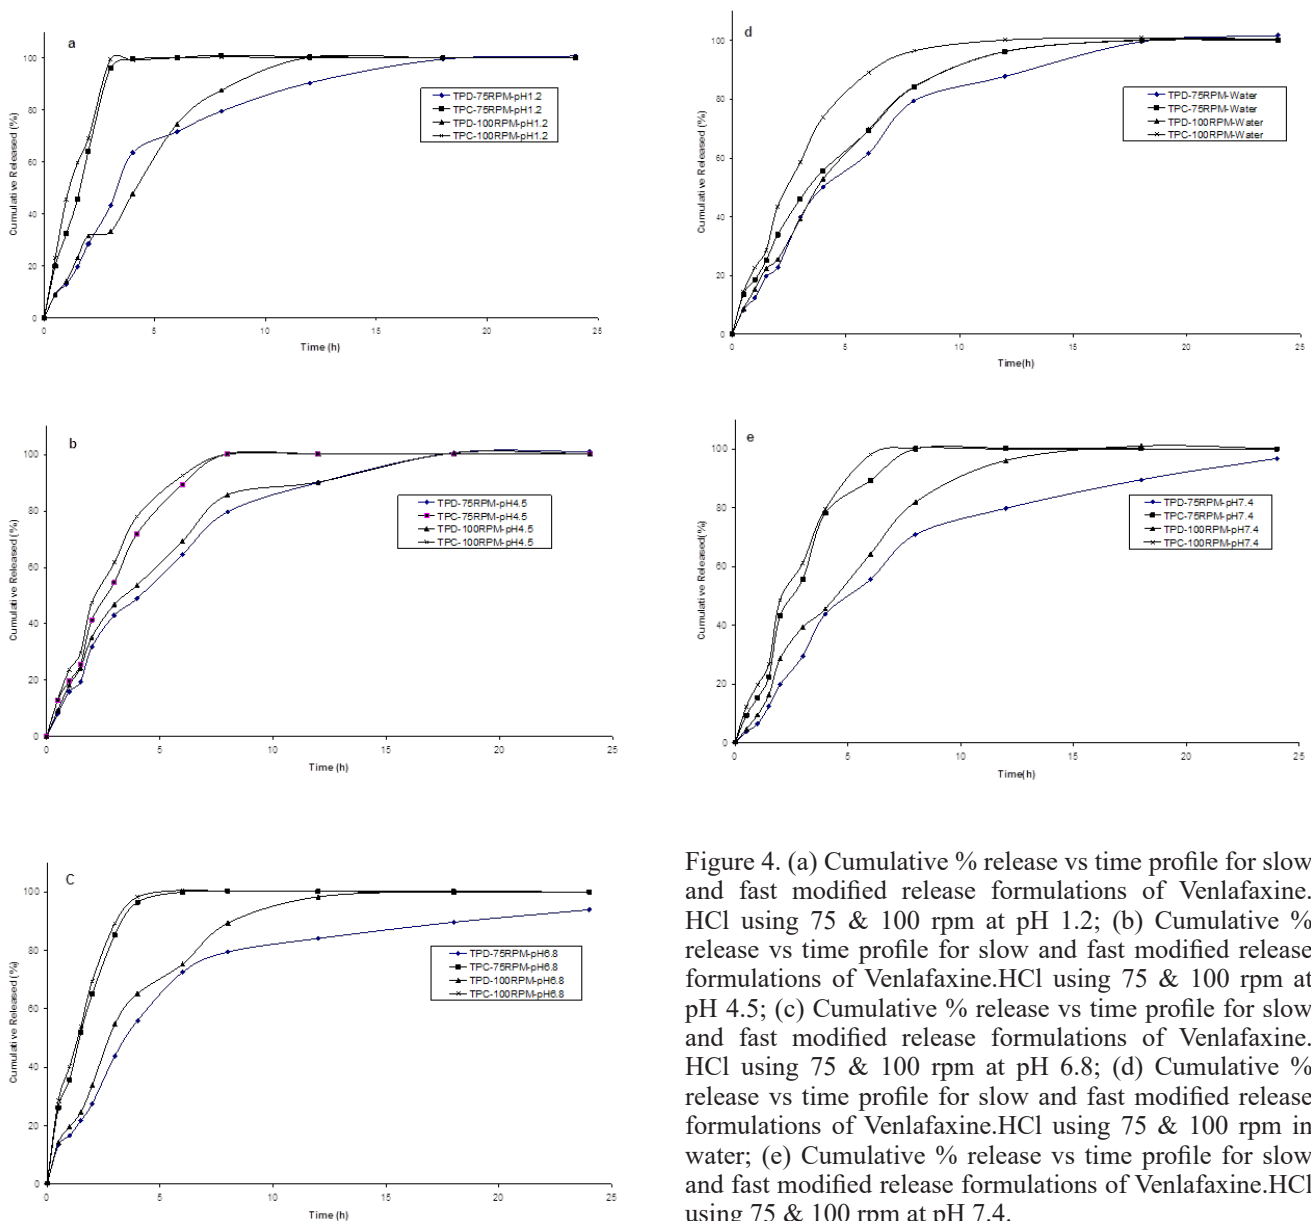 a
Cumulative Released (%)
100
80
60
40
20
0
0 5 10 15 20 25
Time (h)
TPD-75RPM-pH1.2
TPC-75RPM-pH1.2
TPD-100RPM-pH1.2
TPC-100RPM-pH1.2
b
Cumulative Released (%)
100
80
60
40
20
0
0 5 10 15 20 25
Time (h)
TPD-75RPM-pH4.5
TPC-75RPM-pH4.5
TPD-100RPM-pH4.5
TPC-100RPM-pH4.5
C
Cumulative Released (%)
100
80
60
40
20
0
0 5 10 15 20 25
Time (h)
TPD-75RPM-pH6.8
TPC-75RPM-pH6.8
TPD-100RPM-pH6.8
TPC-100RPM-pH6.8
d
Cumulative Released (%)
100
80
60
40
20
0
0 5 10 15 20 25
Time(h)
TPD-75RPM-Water
TPC-75RPM-Water
TPD-100RPM-Water
TPC-100RPM-Water
e
Cumulative Released(%)
100
80
60
40
20
0
0 5 10 15 20 25
Time(h)
TPD-75RPM-pH7.4
TPC-75RPM-pH7.4
TPD-100RPM-pH7.4
TPC-100RPM-pH7.4
Figure 4. (a) Cumulative % release vs time profile for slow
and fast modified release formulations of Venlafaxine.
HCl using 75 & 100 rpm at pH 1.2; (b) Cumulative %
release vs time profile for slow and fast modified release
formulations of Venlafaxine.HCl using 75 & 100 rpm at
pH 4.5; (c) Cumulative % release vs time profile for slow
and fast modified release formulations of Venlafaxine.
HCl using 75 & 100 rpm at pH 6.8; (d) Cumulative %
release vs time profile for slow and fast modified release
formulations of Venlafaxine.HCl using 75 & 100 rpm in
water; (e) Cumulative % release vs time profile for slow
and fast modified release formulations of Venlafaxine.HCl
using 75 & 100 rpm at pH 7.4.